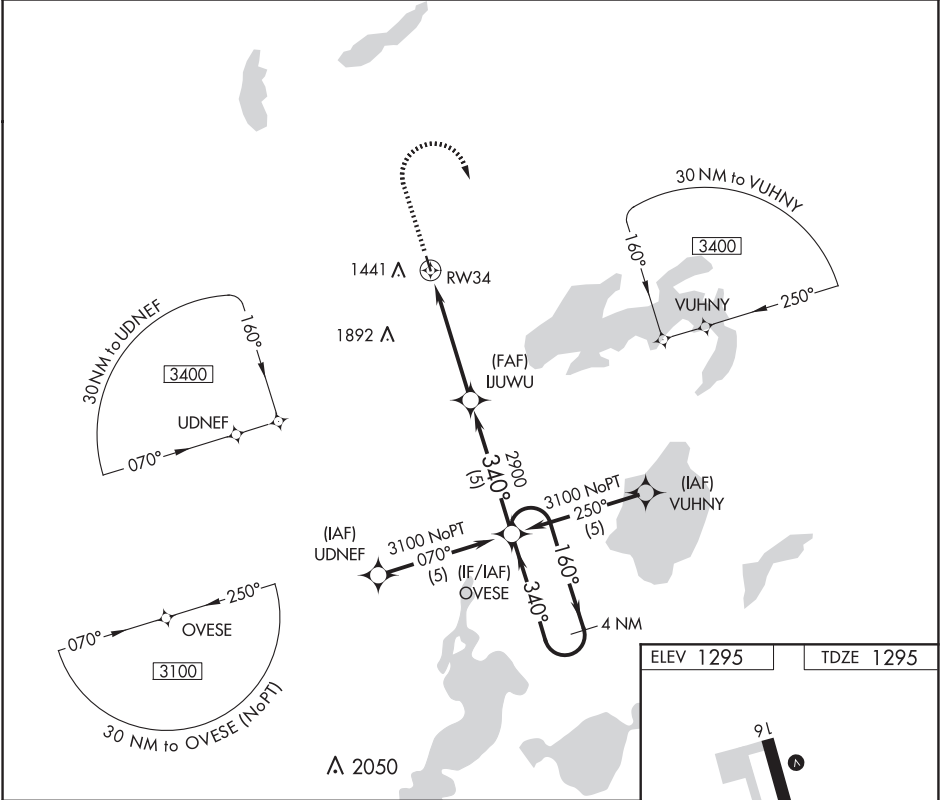 30 NM to VUHNY
3400
160°
250°
VUHNY
1441
RW34
1892
(FAF)
IJUWU
30 NM to UDNEF
3400
160°
UDNEF
070°
340°
(5)
2900
3100 NoPT
250°
(5)
(IAF)
VUHNY
(IAF)
UDNEF
3100 NoPT
070°
(5)
(IF/IAF)
OVESE
160°
340°
4 NM
250°
070°
OVESE
3100
30 NM to OVESE (NoPT)
2050
ELEV 1295
TDZE 1295
16
V